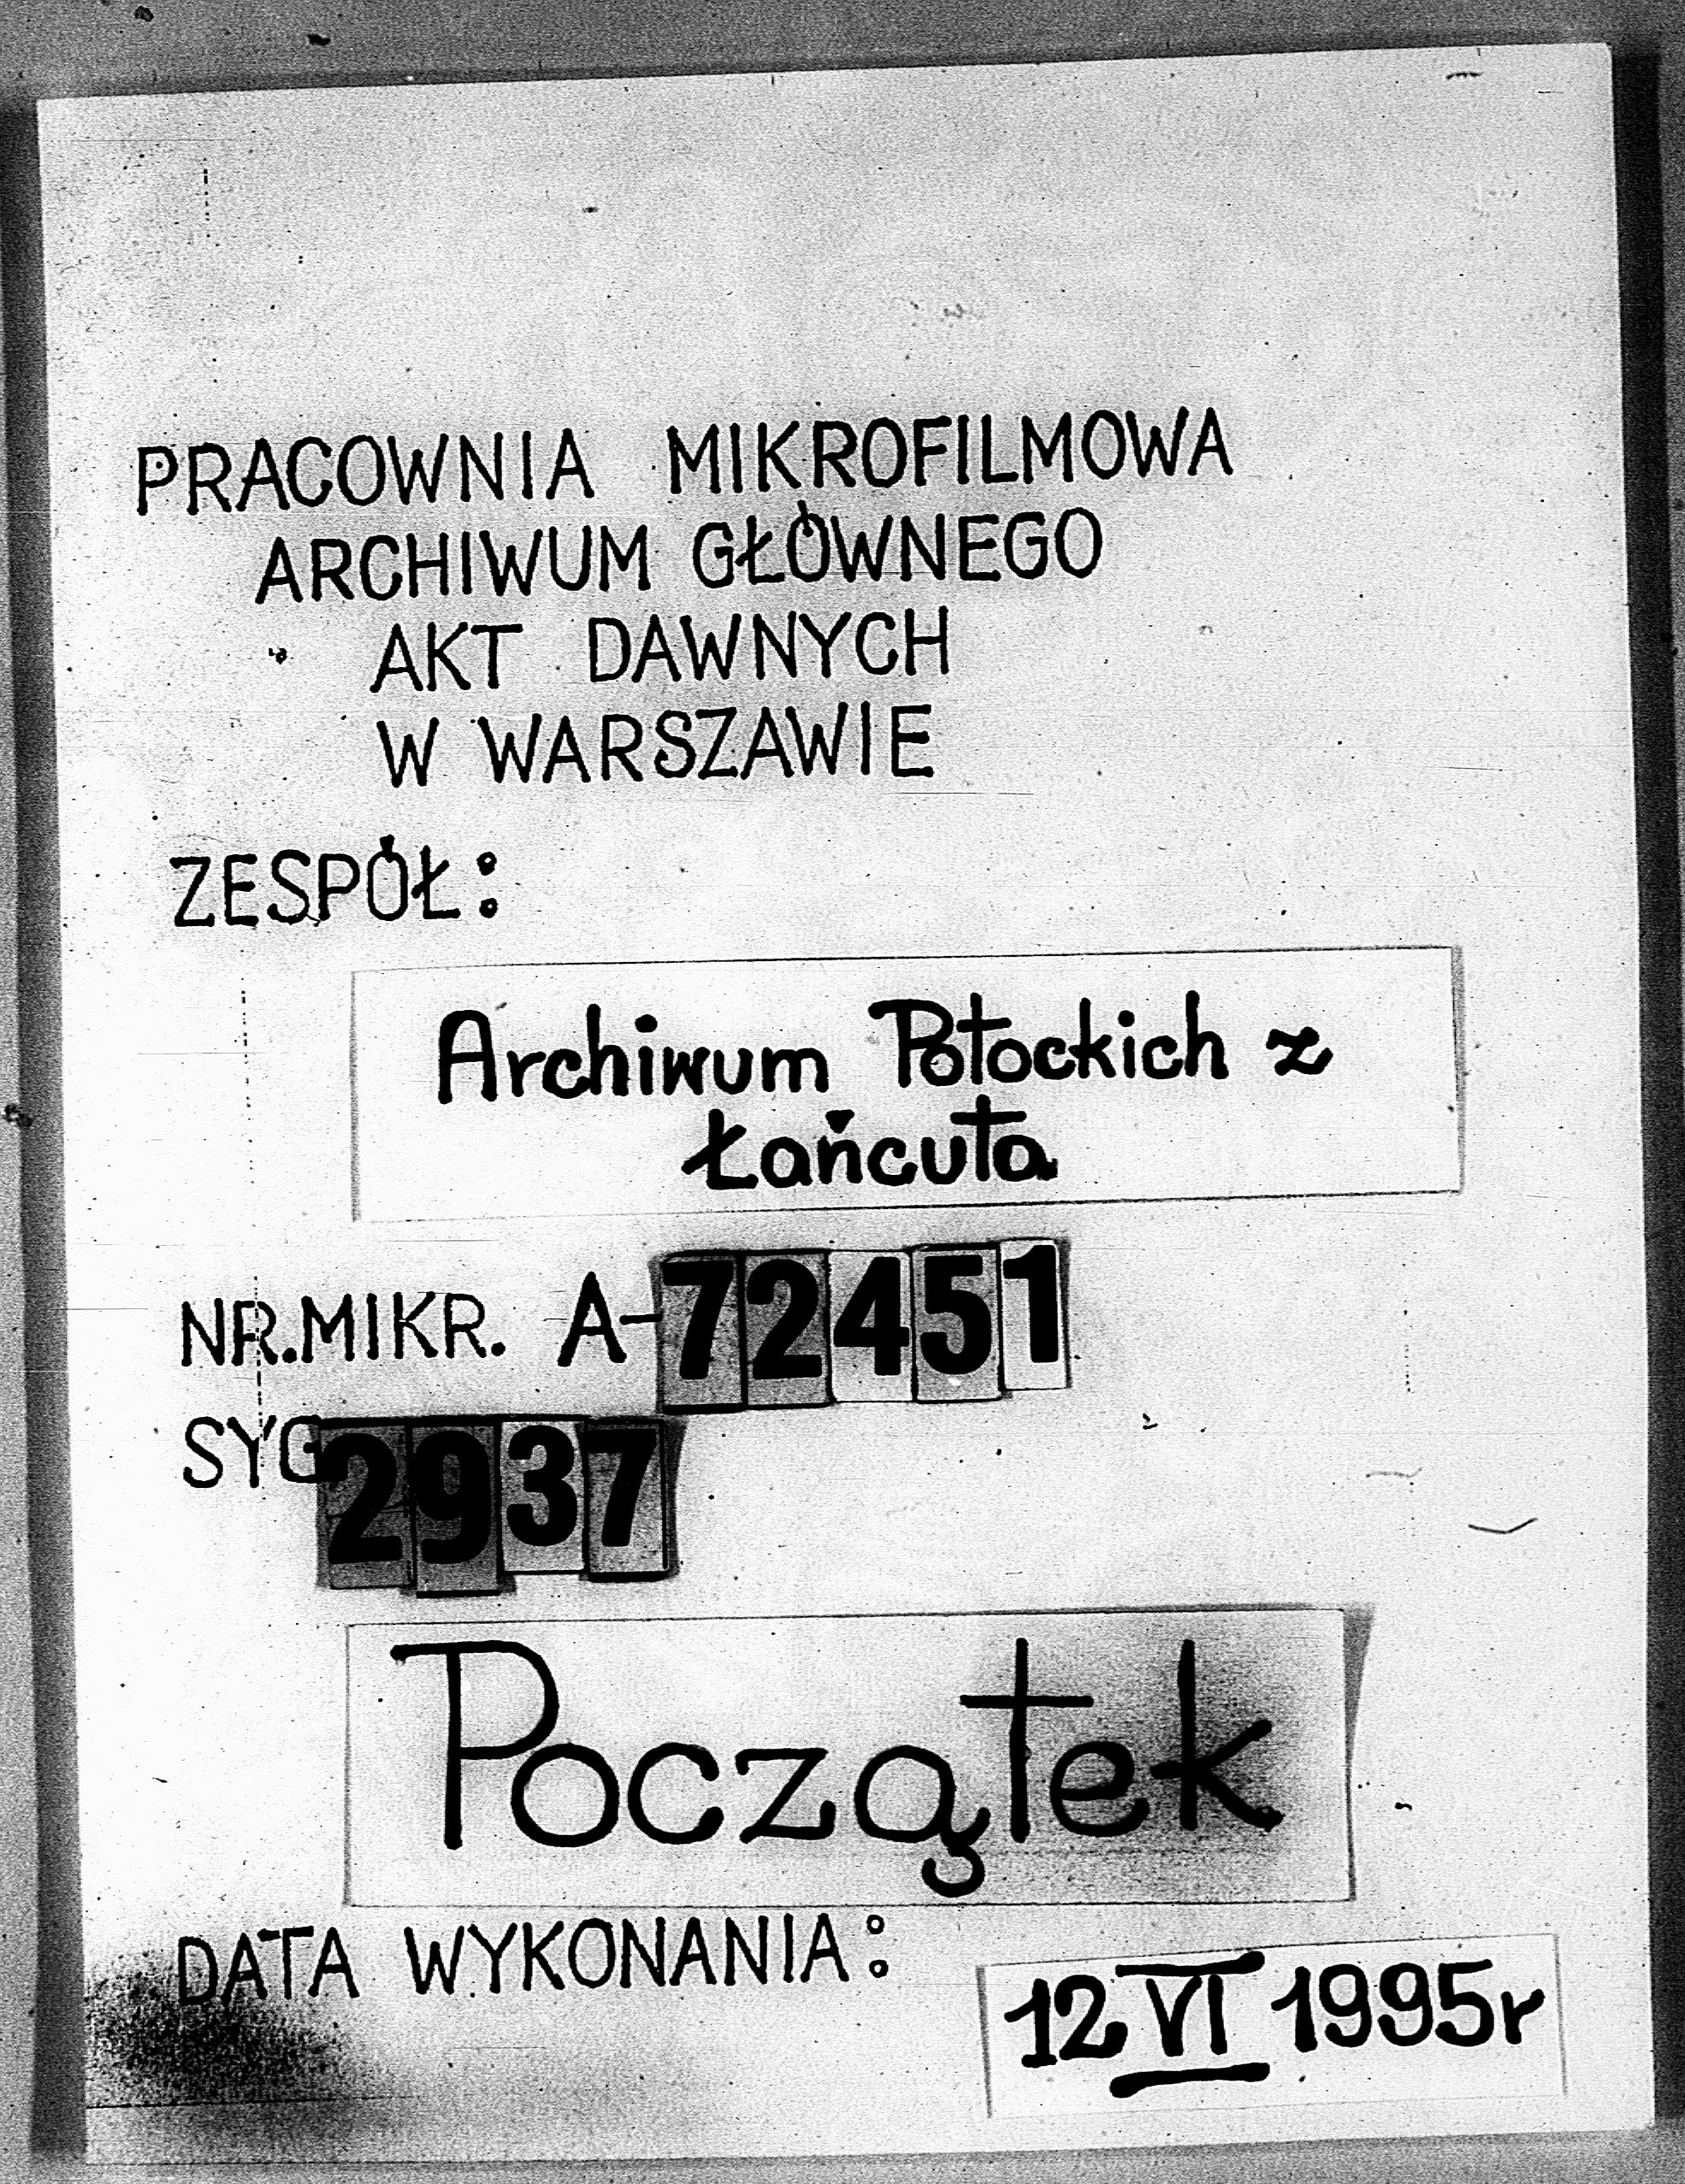 PRACOWNIA MIKROFILMOWA
ARCHIWUM GŁÓWNEGO
AKT DAWNYCH
W WARSZAWIE
ZESPÓŁ:
Archiwum Potockich z
Łańcuta
NR.MIKR. A-72451
SYG 2937
Początek
DATA WYKONANIA:
12 VI 1995r